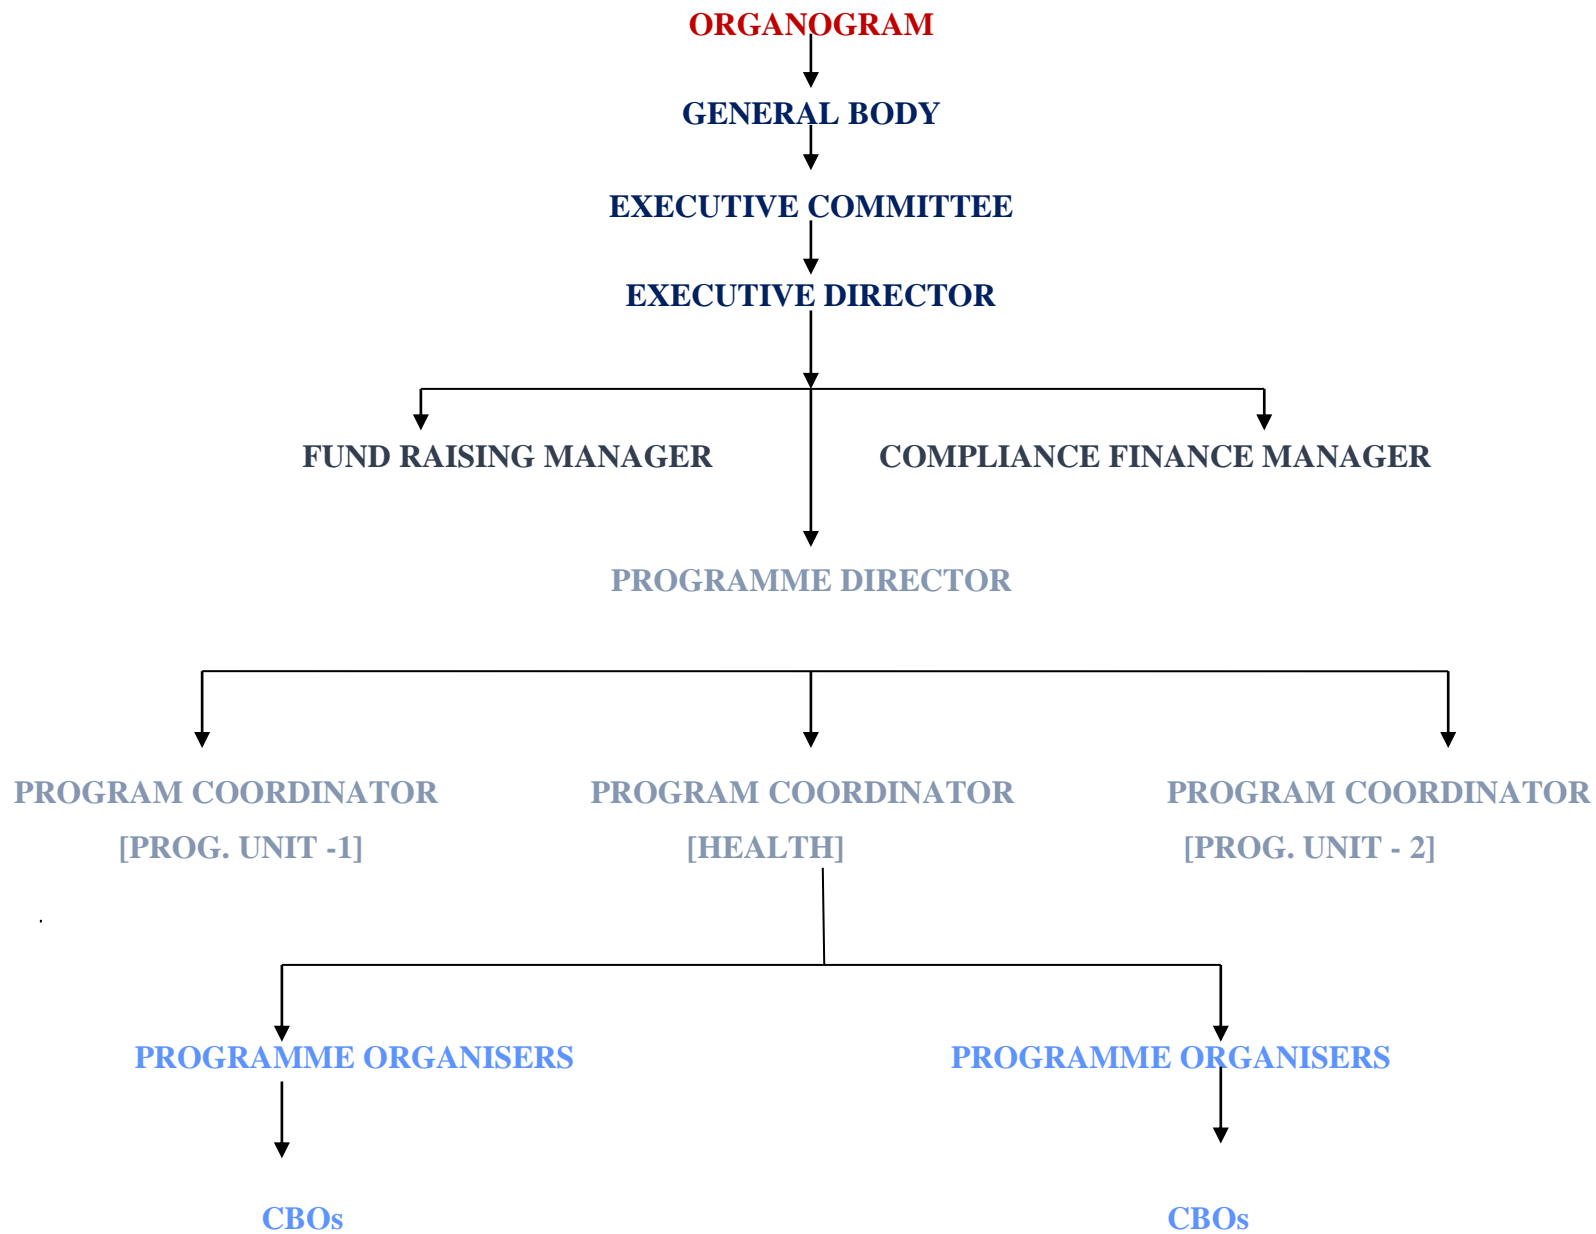 ORGANOGRAM
GENERAL BODY
EXECUTIVE COMMITTEE
EXECUTIVE DIRECTOR
FUND RAISING MANAGER
COMPLIANCE FINANCE MANAGER
PROGRAMME DIRECTOR
PROGRAM COORDINATOR
[PROG. UNIT -1]
PROGRAM COORDINATOR
[HEALTH]
PROGRAM COORDINATOR
[PROG. UNIT - 2]
PROGRAMME ORGANISERS
PROGRAMME ORGANISERS
CBOs
CBOs